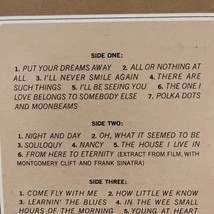 SIDE ONE:
1. PUT YOUR DREAMS AWAY 2. ALL OR NOTHING AT
ALL 3. I'LL NEVER SMILE AGAIN 4. THERE ARE
SUCH THINGS 5. I'LL BE SEEING YOU 6. THE ONE I
LOVE BELONGS TO SOMEBODY ELSE 7. POLKA DOTS
AND MOONBEAMS
SIDE TWO:
1. NIGHT AND DAY 2. OH, WHAT IT SEEMED TO BE
3. SOLILOQUY 4. NANCY 5. THE HOUSE I LIVE IN
6. FROM HERE TO ETERNITY (EXTRACT FROM FILM, WITH
MONTGOMERY CLIFT AND FRANK SINATRA)
SIDE THREE:
1. COME FLY WITH ME 2. HOW LITTLE WE KNOW
3. LEARNIN' THE BLUES 4. IN THE WEE SMALL
HOURS OF THE MORNING 5. YOUNG AT HEART